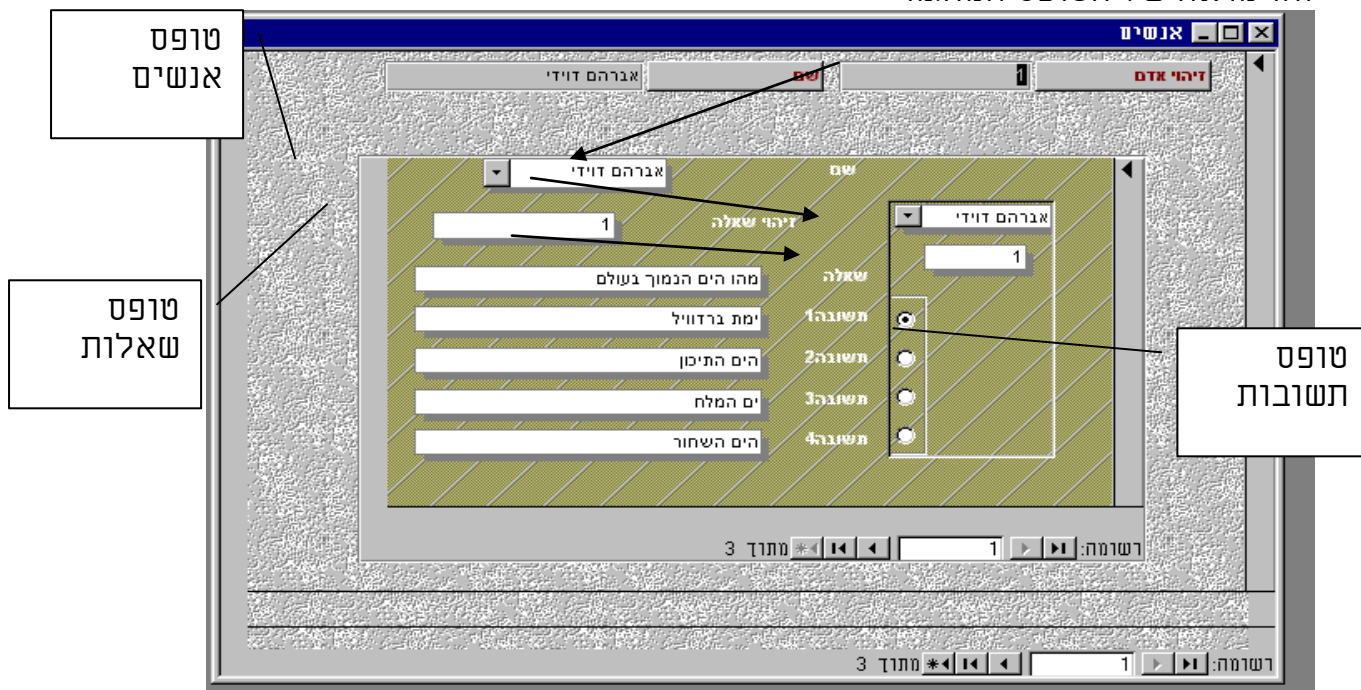 טופס
אנשים
אנשים
זיהוי אדם 1 שם אברהם דוידי
שם אברהם דוידי
אברהם דוידי
זיהוי שאלה 1
1
שאלה מהו הים הנמוך בעולם
תשובה1 ימת ברדוויל
תשובה2 הים התיכון
תשובה3 ים המלח
תשובה4 הים השחור
רשומה: 1 מתוך 3
רשומה: 1 מתוך 3
טופס
שאלות
טופס
תשובות